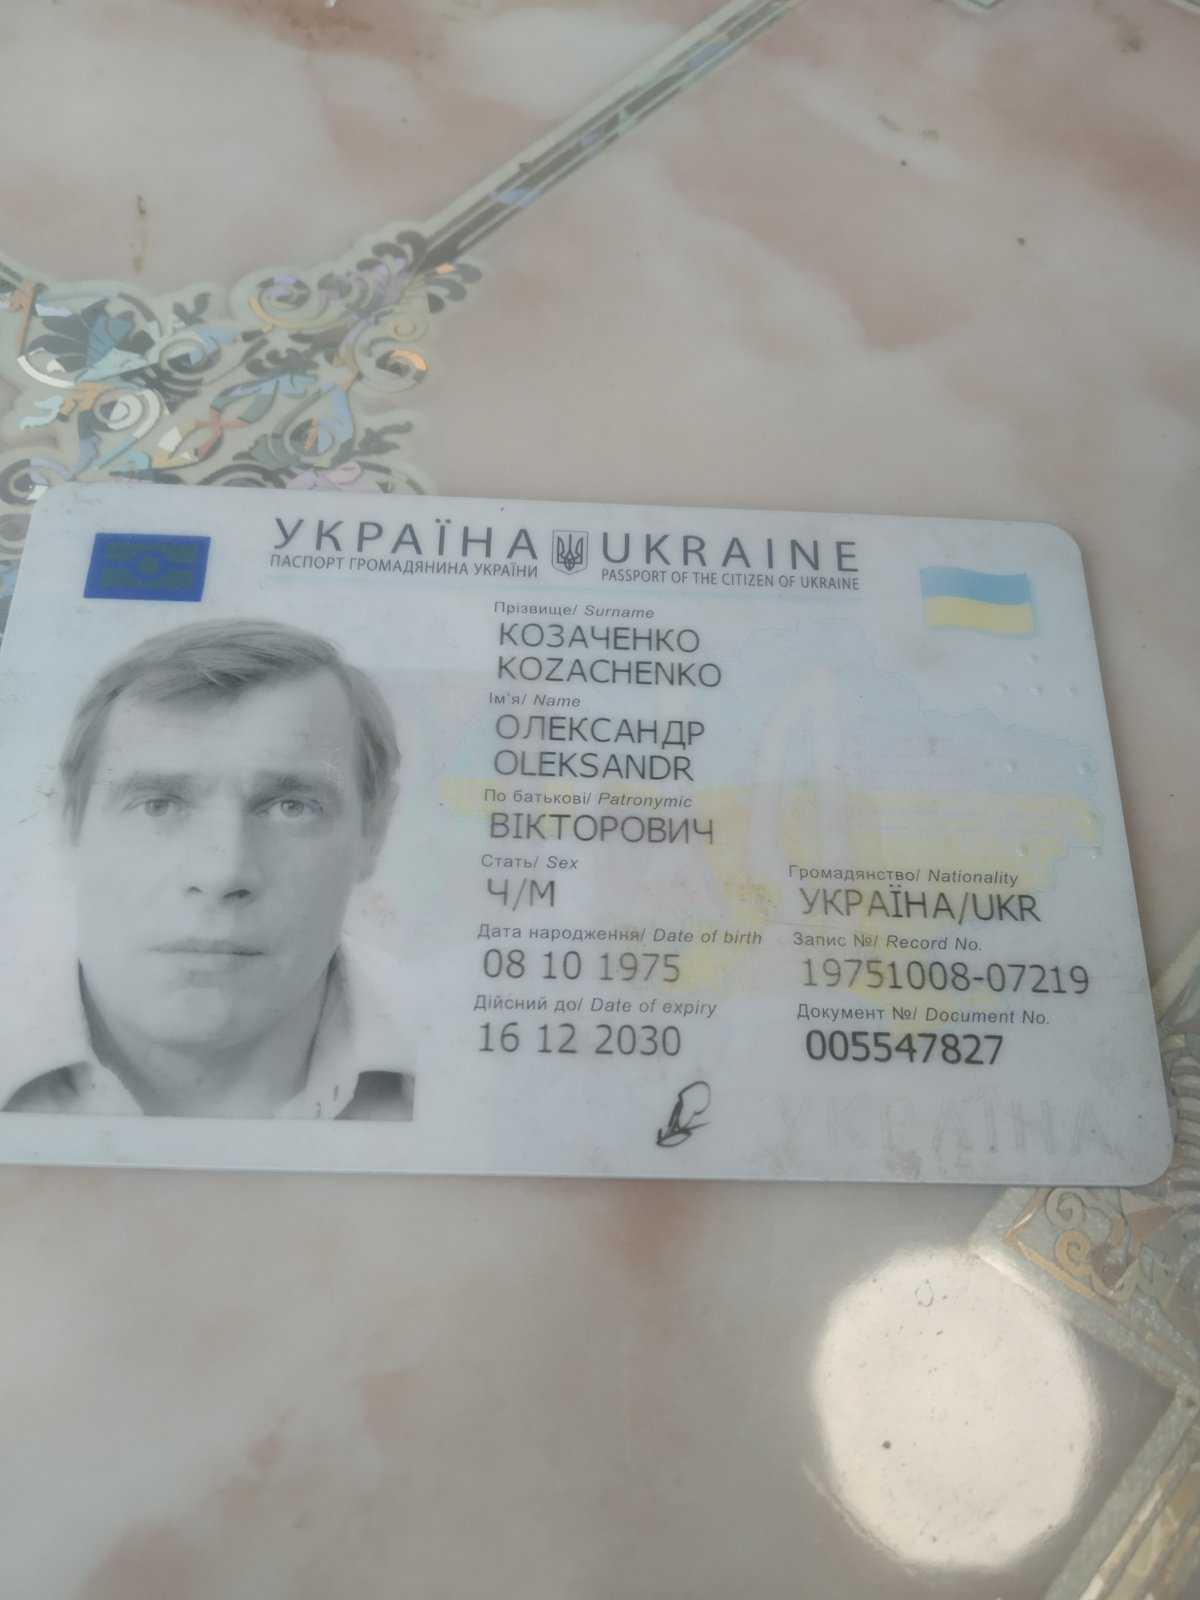 УКРАЇНА UKRAINE
ПАСПОРТ ГРОМАДЯНИНА УКРАЇНИ PASSPORT OF THE CITIZEN OF UKRAINE
Прізвище/ Surname
КОЗАЧЕНКО
KOZACHENKO
Ім'я/ Name
ОЛЕКСАНДР
OLEKSANDR
По батькові/ Patronymic
ВІКТОРОВИЧ
Стать/ Sex
Ч/M
Громадянство/ Nationality
УКРАЇНА/UKR
Дата народження/ Date of birth
08 10 1975
Запис №/ Record No.
19751008-07219
Дійсний до/ Date of expiry
16 12 2030
Документ №/ Document No.
005547827